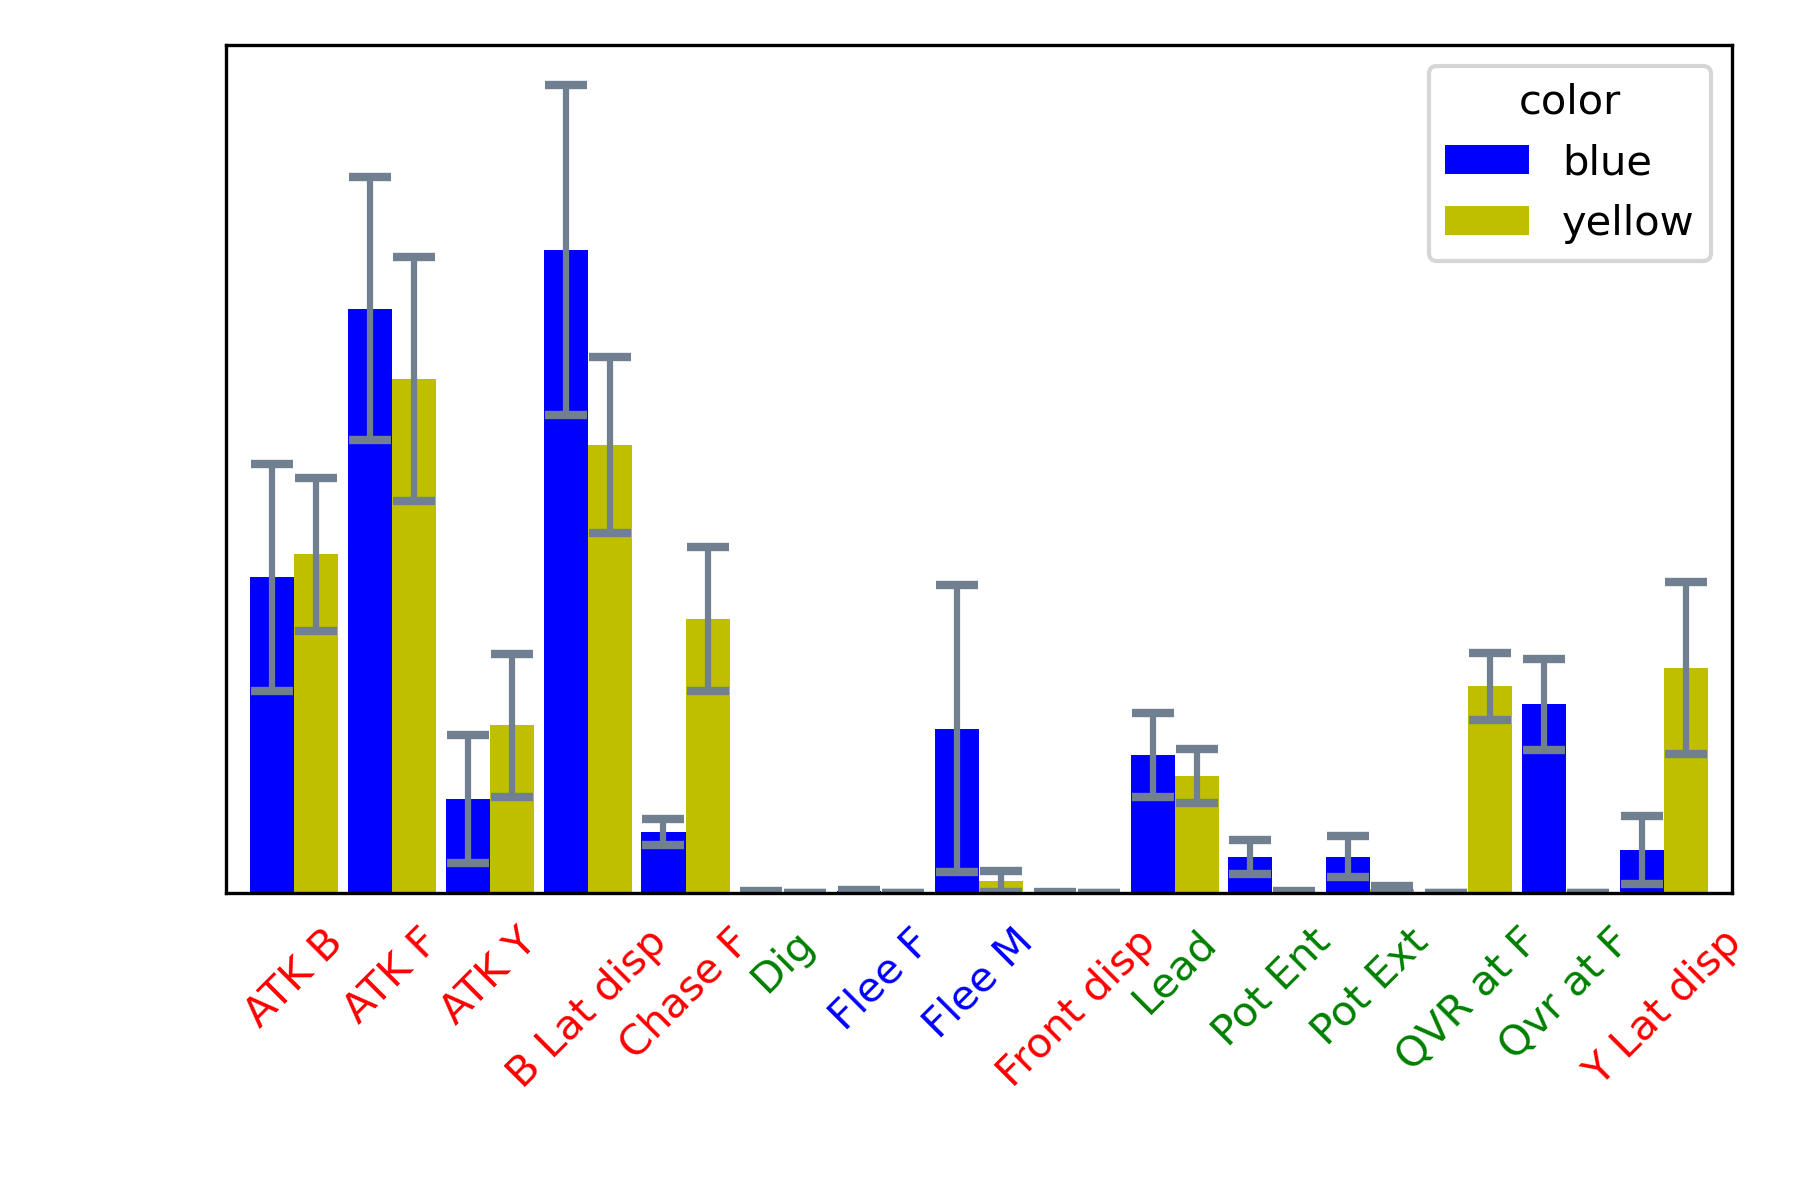 color
blue
yellow
ATK B
ATK F
ATK Y
B Lat disp
Chase F
Dig
Flee F
Flee M
Front disp
Lead
Pot Ent
Pot Ext
QVR at F
Qvr at F
Y Lat disp